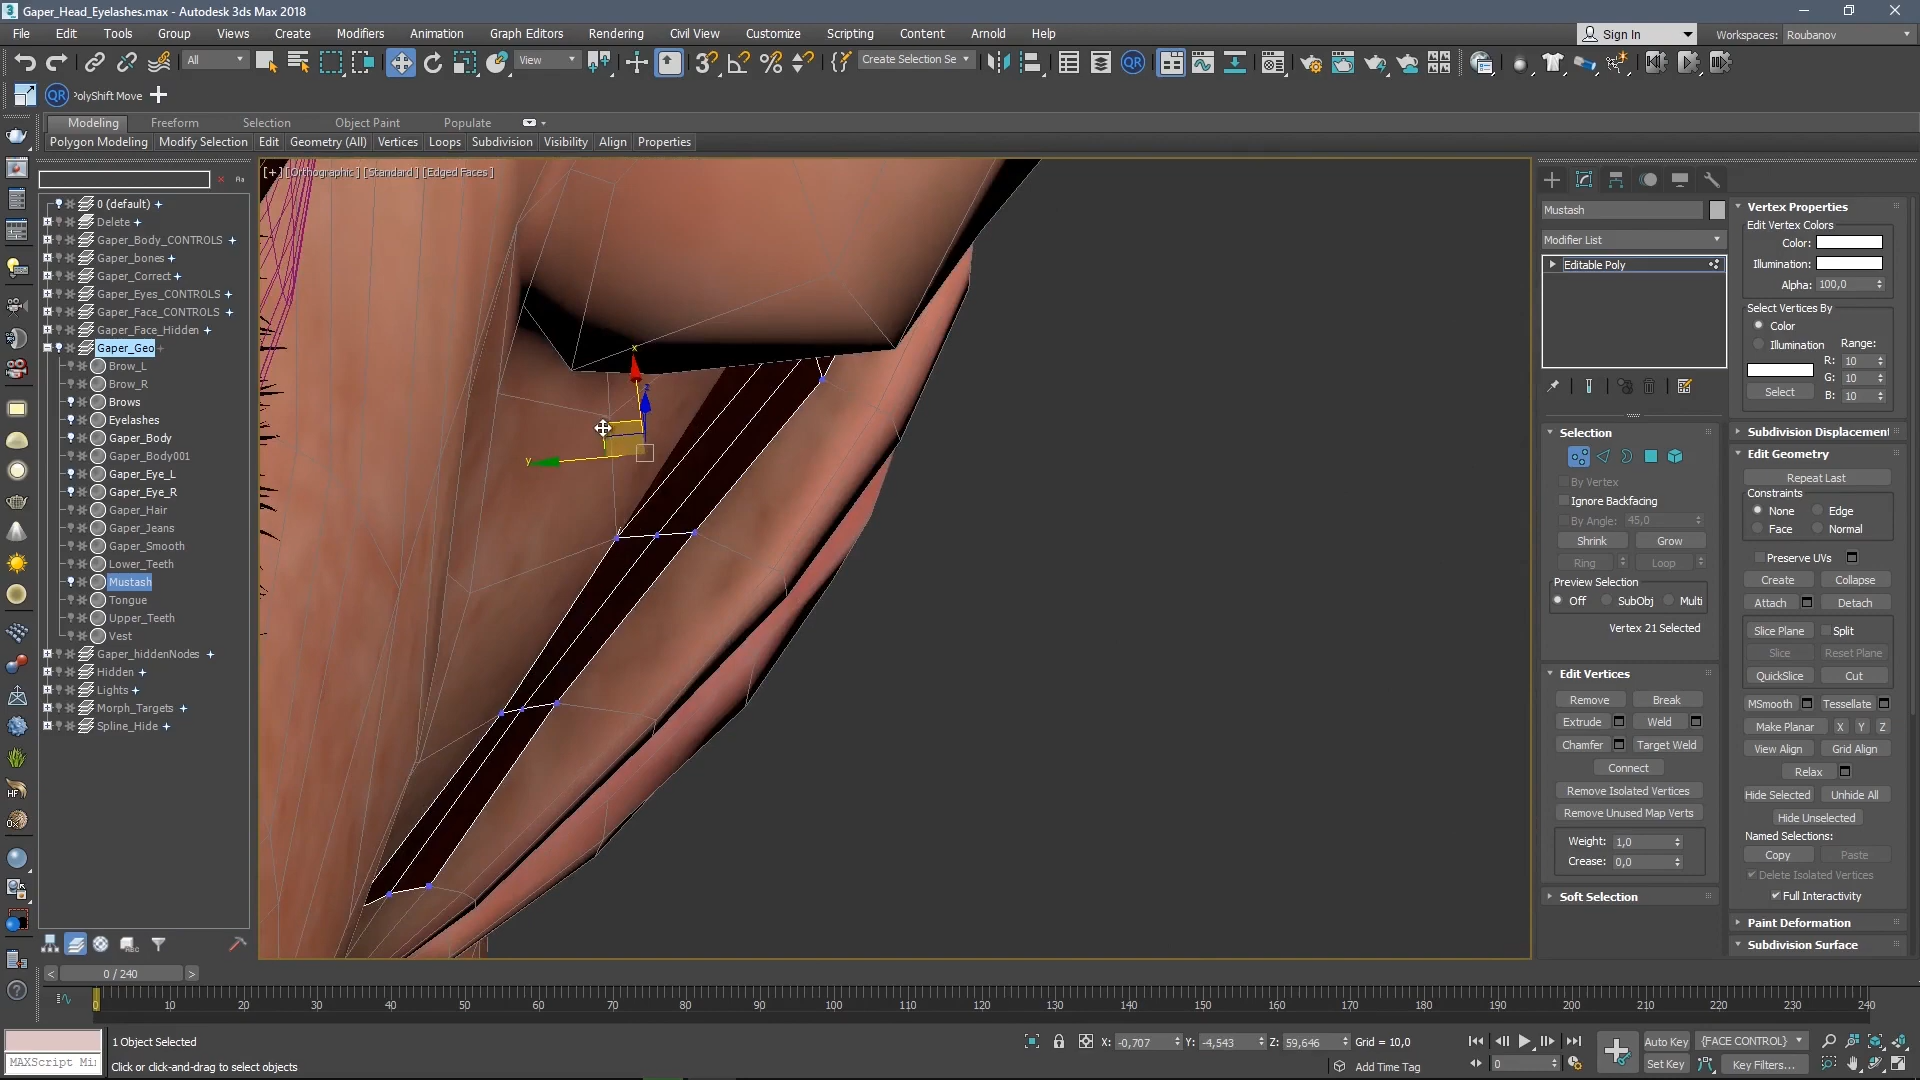 Gaper_Head_Eyelashes.max - Autodesk 3ds Max 2018
File Edit Tools Group Views Create Modifiers Animation Graph Editors Rendering Civil View Customize Scripting Content Arnold Help
Sign In
Workspaces: Roubanov
All
View
Create Selection Se
QR
QR PolyShift Move
Modeling Freeform Selection Object Paint Populate
Polygon Modeling Modify Selection Edit Geometry (All) Vertices Loops Subdivision Visibility Align Properties
[+] [Orthographic] [Standard] [Edged Faces]
0 (default)
Delete
Gaper_Body_CONTROLS
Gaper_bones
Gaper_Correct
Gaper_Eyes_CONTROLS
Gaper_Face_CONTROLS
Gaper_Face_Hidden
Gaper_Geo
Brow_L
Brow_R
Brows
Eyelashes
Gaper_Body
Gaper_Body001
Gaper_Eye_L
Gaper_Eye_R
Gaper_Hair
Gaper_Jeans
Gaper_Smooth
Lower_Teeth
Mustash
Tongue
Upper_Teeth
Vest
Gaper_hiddenNodes
Hidden
Lights
Morph_Targets
Spline_Hide
x
z
y
Mustash
Modifier List
Editable Poly
Selection
By Vertex
Ignore Backfacing
By Angle: 45,0
Shrink Grow
Ring Loop
Preview Selection
Off SubObj Multi
Vertex 21 Selected
Edit Vertices
Remove Break
Extrude Weld
Chamfer Target Weld
Connect
Remove Isolated Vertices
Remove Unused Map Verts
Weight: 1,0
Crease: 0,0
Soft Selection
Vertex Properties
Edit Vertex Colors
Color:
Illumination:
Alpha: 100,0
Select Vertices By
Color
Illumination Range:
R: 10
G: 10
Select B: 10
Subdivision Displacement
Edit Geometry
Repeat Last
Constraints
None Edge
Face Normal
Preserve UVs
Create Collapse
Attach Detach
Slice Plane Split
Slice Reset Plane
QuickSlice Cut
MSmooth Tessellate
Make Planar X Y Z
View Align Grid Align
Relax
Hide Selected Unhide All
Hide Unselected
Named Selections:
Copy Paste
Delete Isolated Vertices
Full Interactivity
Paint Deformation
Subdivision Surface
< 0 / 240 >
0 10 20 30 40 50 60 70 80 90 100 110 120 130 140 150 160 170 180 190 200 210 220 230 240
1 Object Selected
MAXScript Mi
Click or click-and-drag to select objects
X: -0,707 Y: -4,543 Z: 59,646 Grid = 10,0
Add Time Tag
0
Auto Key {FACE CONTROL}
Set Key Key Filters...